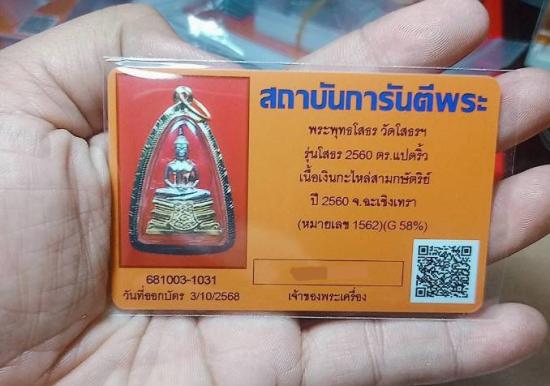 สถาบันการันตีพระ
พระพุทธโสธร วัดโสธรฯ
รุ่นโสธร 2560 ตร.แปดริ้ว
เนื้อเงินกะไหล่สามกษัตริย์
ปี 2560 จ.ฉะเชิงเทรา
(หมายเลข 1562)(G 58%)
681003-1031
วันที่ออกบัตร 3/10/2568
เจ้าของพระเครื่อง